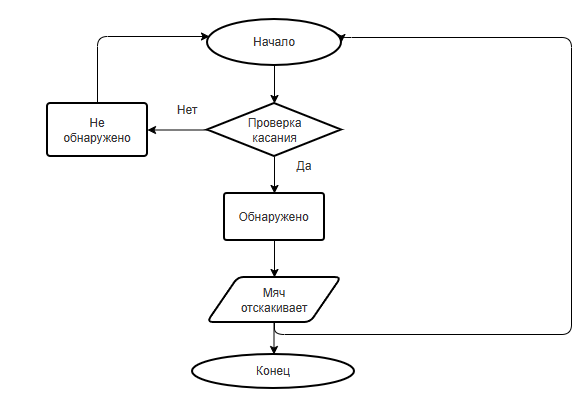 Начало
Нет
Проверка
касания
Не
обнаружено
Да
Обнаружено
Мяч
отскакивает
Конец